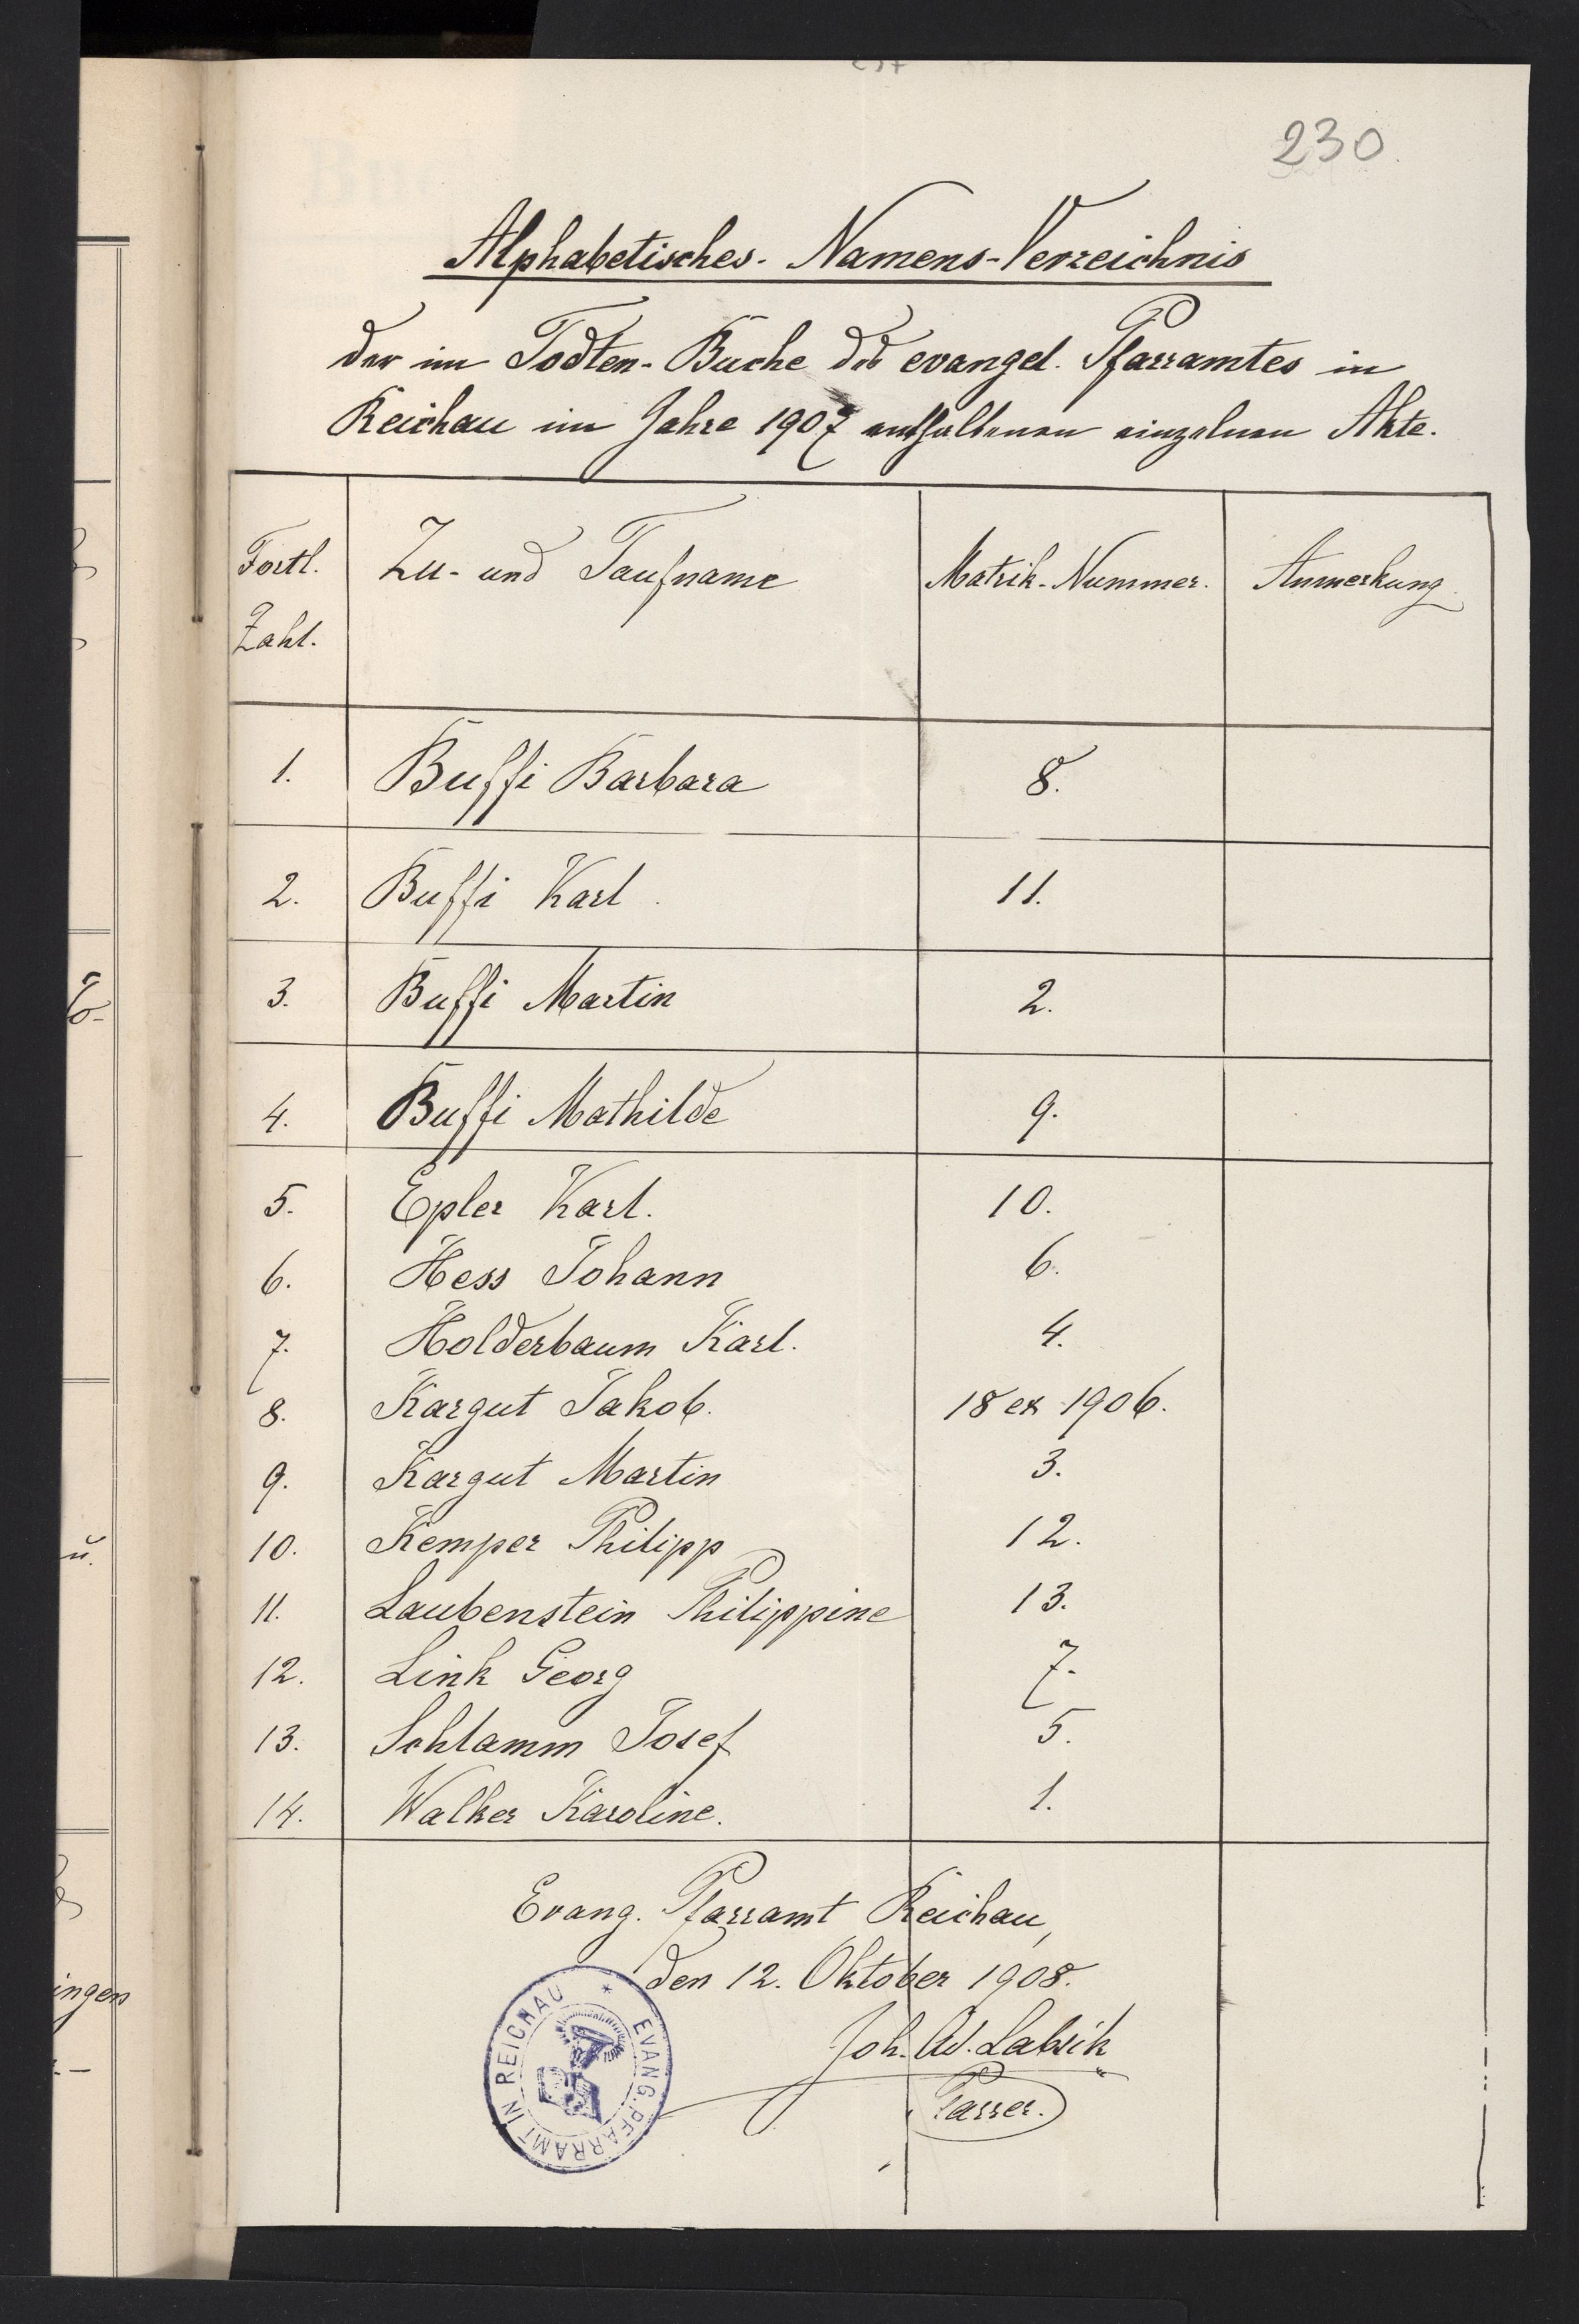 230
Alphabetisches-Namens-Verzeichnis
der im Todten-Buche des evangel. Pfarramtes in
Reichau im Jahre 1907 enthaltenen einzelnen Akte.
Fortl. Zahl. Zu- und Taufname Matrik-Nummer. Anmerkung
1. Buffi Barbara 8.
2. Buffi Karl 11.
3. Buffi Martin 2.
4. Buffi Mathilde 9.
5. Epler Karl. 10.
6. Hess Johann 6.
7. Holderbaum Karl. 4.
8. Kargut Jakob. 18 ex 1906.
9. Kargut Martin 3.
10. Kemper Philipp 12.
11. Laubenstein Philippine 13.
12. Link Georg 7.
13. Schlamm Josef 5.
14. Walker Karoline. 1.
Evang. Pfarramt Reichau,
den 12. Oktober 1908.
Joh. Ad. Labsik
Pfarrer.
EVANG. PFARRAMT IN REICHAU *
ingen